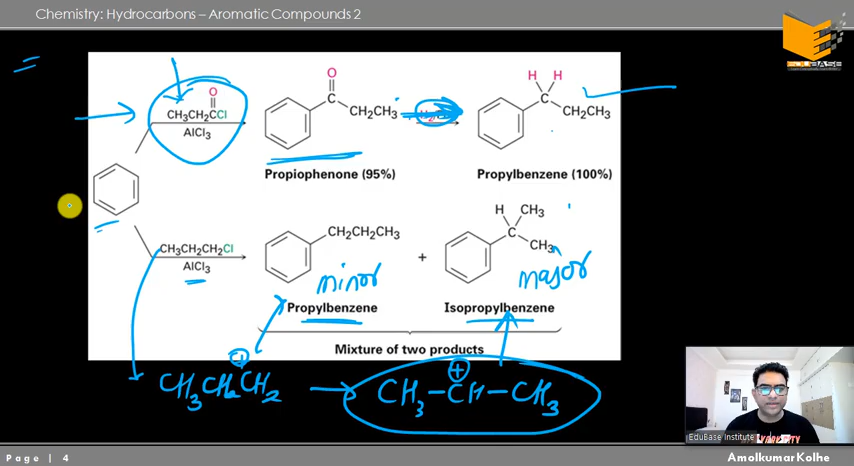 Chemistry: Hydrocarbons – Aromatic Compounds 2
EDUBASE
O
CH3CH2CCl
AlCl3
O
C
CH2CH3
Propiophenone (95%)
H H
C
CH2CH3
Propylbenzene (100%)
CH3CH2CH2Cl
AlCl3
CH2CH2CH3
minor
Propylbenzene
+
H CH3
C
CH3
major
Isopropylbenzene
Mixture of two products
CH3CH2CH2
+
CH3-CH-CH3
+
EduBase Institute
Page | 4
AmolkumarKolhe